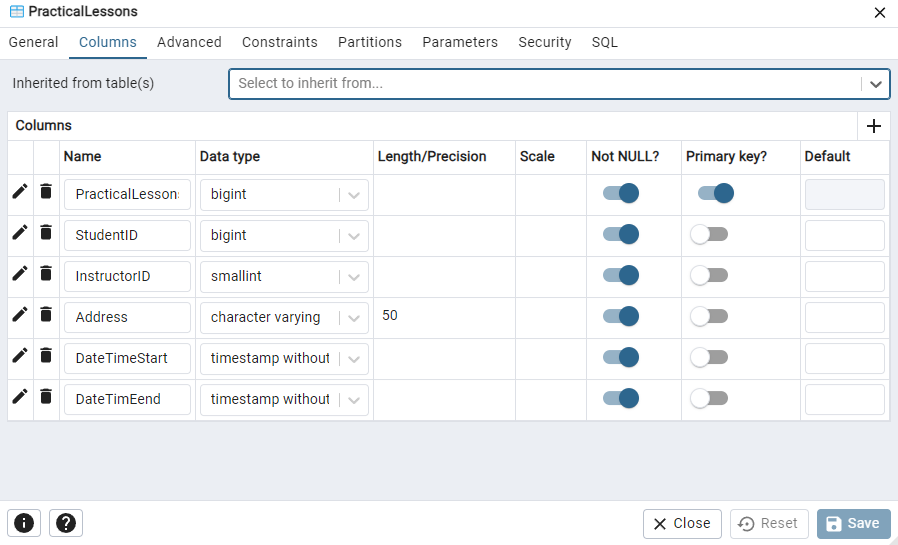 PracticalLessons
General Columns Advanced Constraints Partitions Parameters Security SQL
Inherited from table(s) Select to inherit from...
Columns
Name Data type Length/Precision Scale Not NULL? Primary key? Default
PracticalLesson bigint
StudentID bigint
InstructorID smallint
Address character varying 50
DateTimeStart timestamp without
DateTimEend timestamp without
Close Reset Save